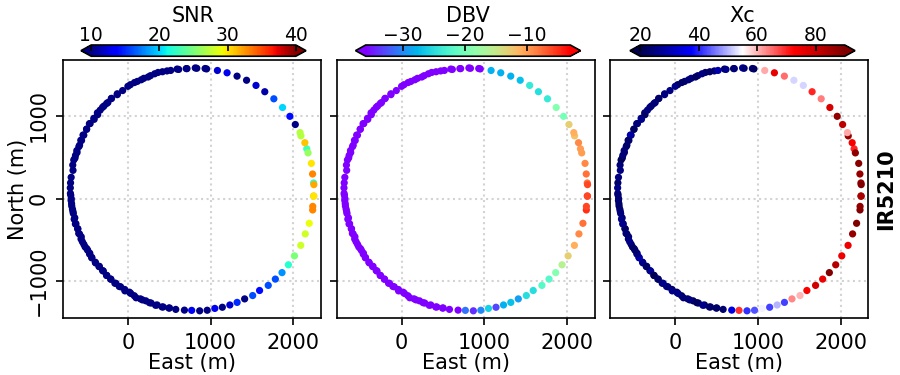 SNR DBV Xc
10 20 30 40 −30 −20 −10 20 40 60 80
North (m)
1000
0
−1000
IR5210
0 1000 2000 0 1000 2000 0 1000 2000
East (m) East (m) East (m)